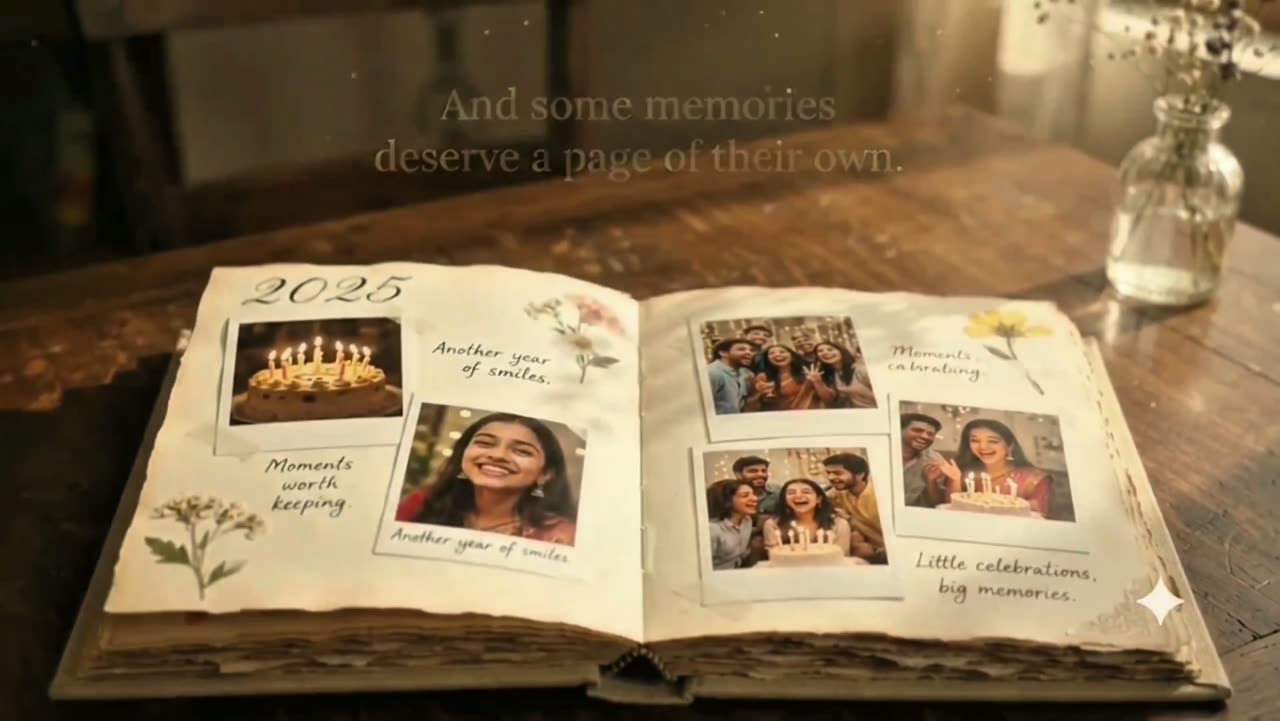 And some memories
deserve a page of their own.
2025
Another year
of smiles.
Moments
worth
keeping.
Another year of smiles
Moments
cabrating
Little celebrations,
big memories.